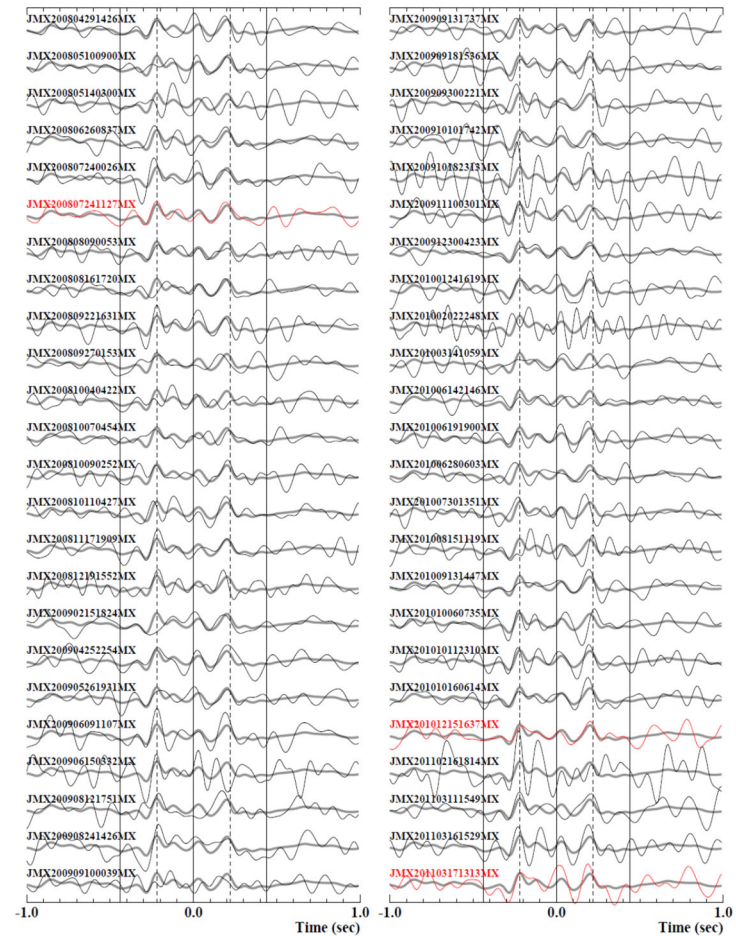 JMX200804291426MX
JMX200805100900MX
JMX200805140300MX
JMX200806260837MX
JMX200807240026MX
JMX200807241127MX
JMX200808090053MX
JMX200808161720MX
JMX200809221631MX
JMX200809270153MX
JMX200810040422MX
JMX200810070454MX
JMX200810090252MX
JMX200810110427MX
JMX200811171909MX
JMX200812191552MX
JMX200902151824MX
JMX200904252254MX
JMX200905261931MX
JMX200906091107MX
JMX200906150332MX
JMX200908121751MX
JMX200908241426MX
JMX200909100039MX
-1.0 0.0 1.0
Time (sec)
JMX200909131737MX
JMX200909181536MX
JMX200909300221MX
JMX200910101742MX
JMX200910182313MX
JMX200911100301MX
JMX200912300423MX
JMX201001241619MX
JMX201002022248MX
JMX201003141059MX
JMX201006142146MX
JMX201006191900MX
JMX201006280603MX
JMX201007301351MX
JMX201008151119MX
JMX201009131447MX
JMX201010060735MX
JMX201010112310MX
JMX201010160614MX
JMX201012151637MX
JMX201102161814MX
JMX201103111549MX
JMX201103161529MX
JMX201103171313MX
-1.0 0.0 1.0
Time (sec)